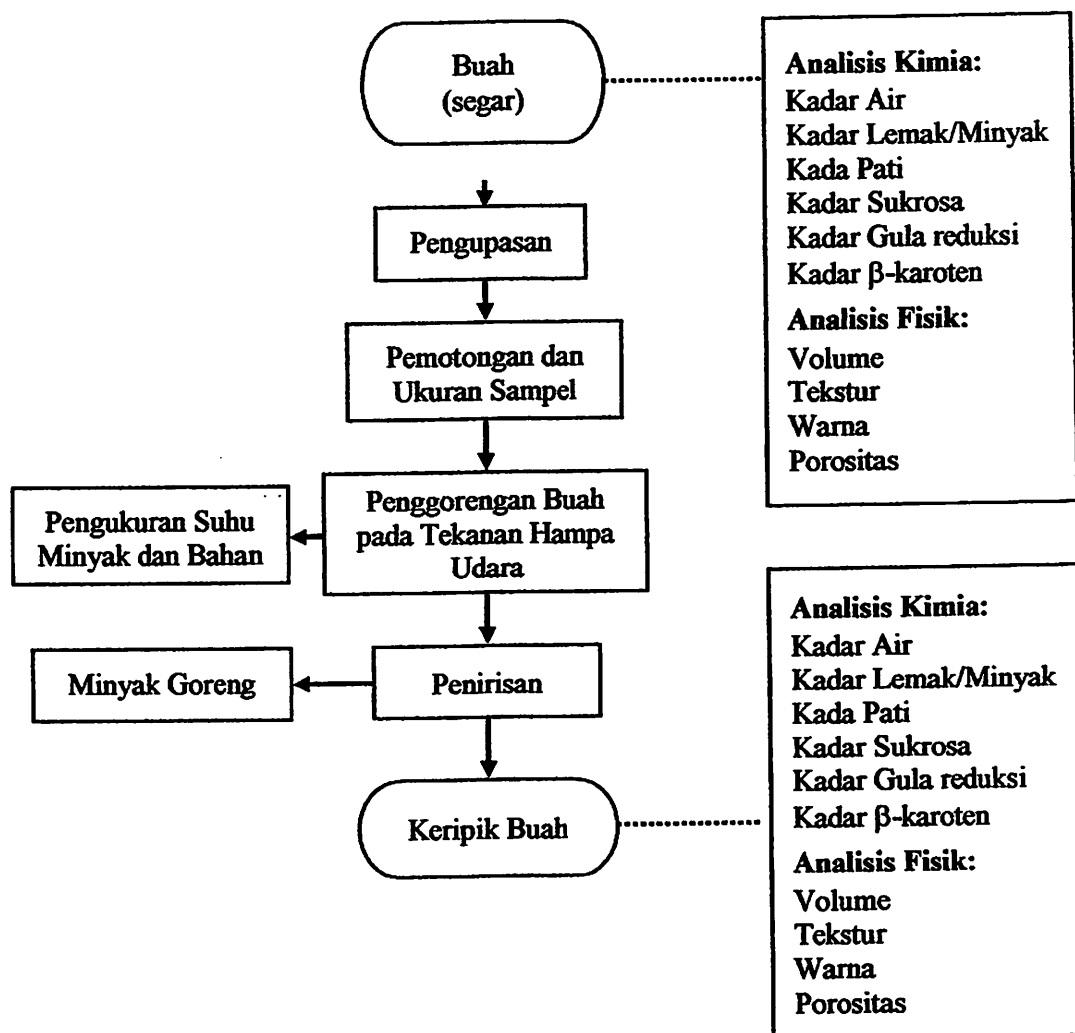 Buah
(segar)
Analisis Kimia:
Kadar Air
Kadar Lemak/Minyak
Kada Pati
Kadar Sukrosa
Kadar Gula reduksi
Kadar β-karoten
Analisis Fisik:
Volume
Tekstur
Warna
Porositas
Pengupasan
Pemotongan dan
Ukuran Sampel
Penggorengan Buah
pada Tekanan Hampa
Udara
Pengukuran Suhu
Minyak dan Bahan
Penirisan
Minyak Goreng
Keripik Buah
Analisis Kimia:
Kadar Air
Kadar Lemak/Minyak
Kada Pati
Kadar Sukrosa
Kadar Gula reduksi
Kadar β-karoten
Analisis Fisik:
Volume
Tekstur
Warna
Porositas